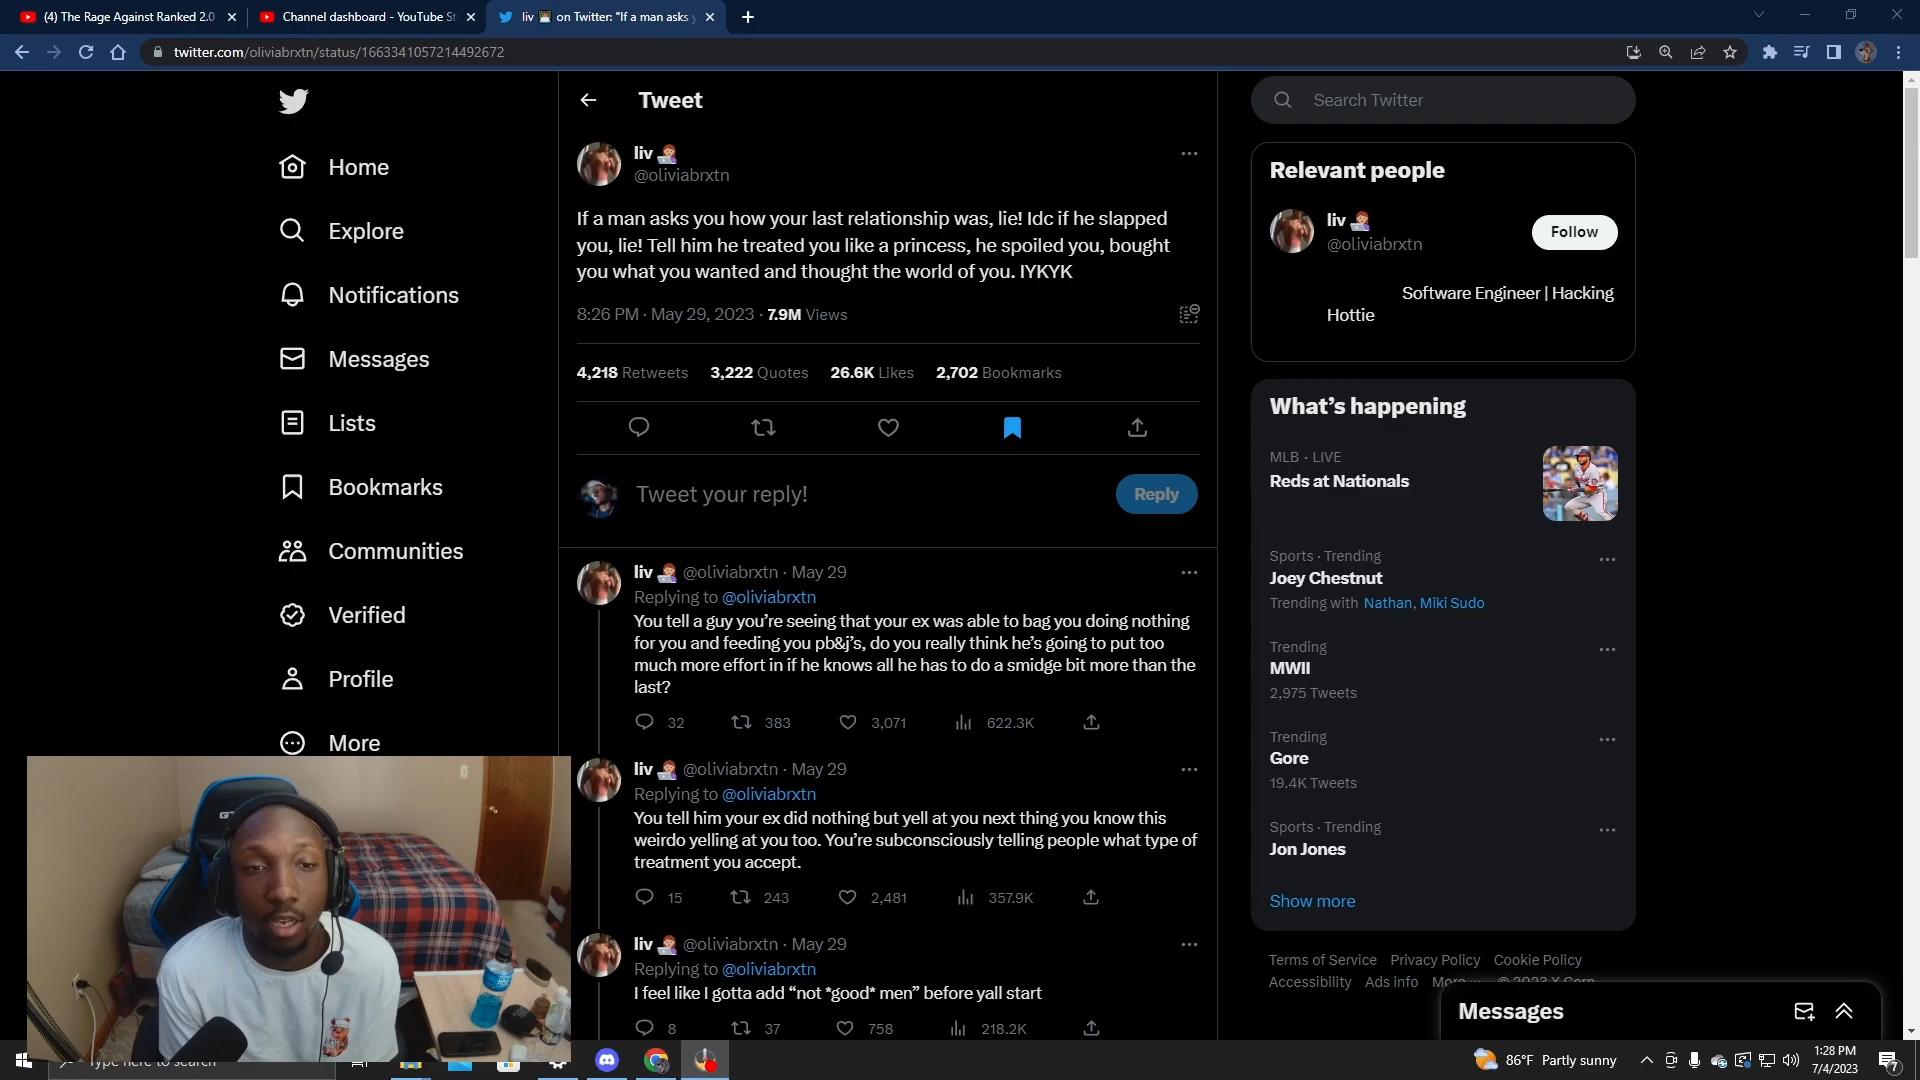 (4) The Rage Against Ranked 2.0
Channel dashboard - YouTube St
liv on Twitter: "If a man asks y
twitter.com/oliviabrxtn/status/1663341057214492672
Home
Explore
Notifications
Messages
Lists
Bookmarks
Communities
Verified
Profile
More
Tweet
liv
@oliviabrxtn
If a man asks you how your last relationship was, lie! Idc if he slapped
you, lie! Tell him he treated you like a princess, he spoiled you, bought
you what you wanted and thought the world of you. IYKYK
8:26 PM · May 29, 2023 · 7.9M Views
4,218 Retweets 3,222 Quotes 26.6K Likes 2,702 Bookmarks
Tweet your reply!
Reply
liv @oliviabrxtn · May 29
Replying to @oliviabrxtn
You tell a guy you're seeing that your ex was able to bag you doing nothing
for you and feeding you pb&j's, do you really think he's going to put too
much more effort in if he knows all he has to do a smidge bit more than the
last?
32 383 3,071 622.3K
liv @oliviabrxtn · May 29
Replying to @oliviabrxtn
You tell him your ex did nothing but yell at you next thing you know this
weirdo yelling at you too. You're subconsciously telling people what type of
treatment you accept.
15 243 2,481 357.9K
liv @oliviabrxtn · May 29
Replying to @oliviabrxtn
I feel like I gotta add "not *good* men" before yall start
8 37 758 218.2K
Search Twitter
Relevant people
liv
@oliviabrxtn
Follow
Software Engineer | Hacking
Hottie
What's happening
MLB · LIVE
Reds at Nationals
Sports · Trending
Joey Chestnut
Trending with Nathan, Miki Sudo
Trending
MWII
2,975 Tweets
Trending
Gore
19.4K Tweets
Sports · Trending
Jon Jones
Show more
Terms of Service Privacy Policy Cookie Policy
Accessibility Ads info More © 2023 X Corp.
Messages
Type here to search
86°F Partly sunny
1:28 PM
7/4/2023
7